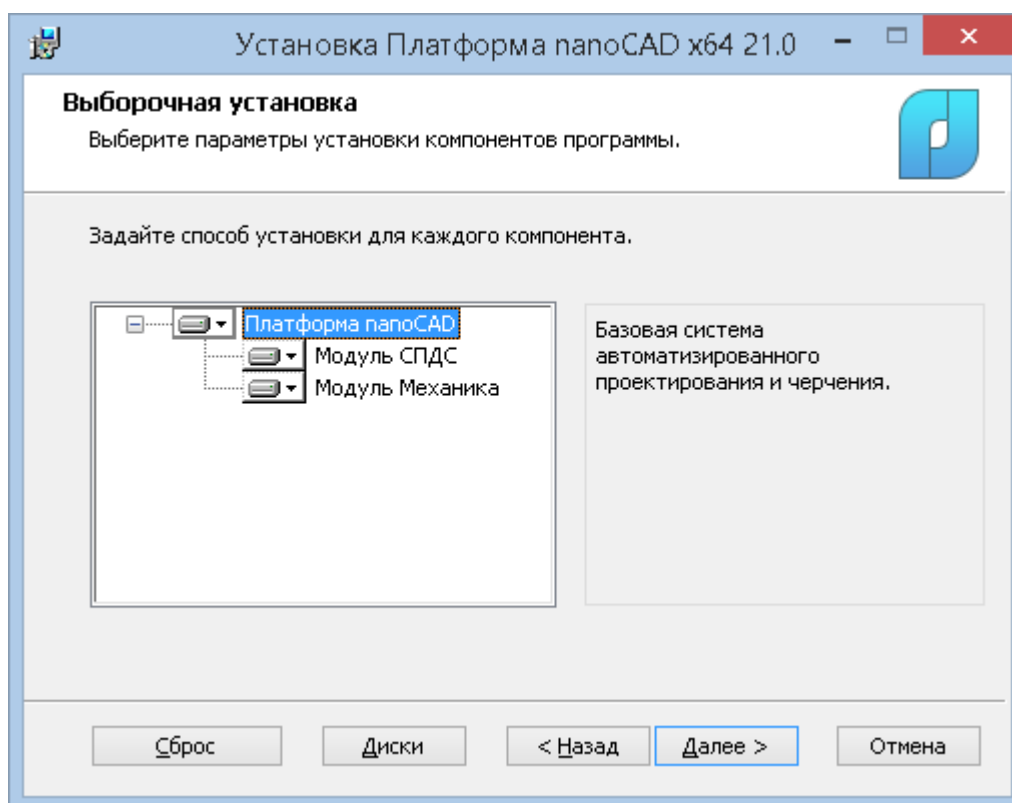 Установка Платформа nanoCAD x64 21.0
Выборочная установка
Выберите параметры установки компонентов программы.
Задайте способ установки для каждого компонента.
Платформа nanoCAD
Модуль СПДС
Модуль Механика
Базовая система
автоматизированного
проектирования и черчения.
Сброс
Диски
< Назад
Далее >
Отмена